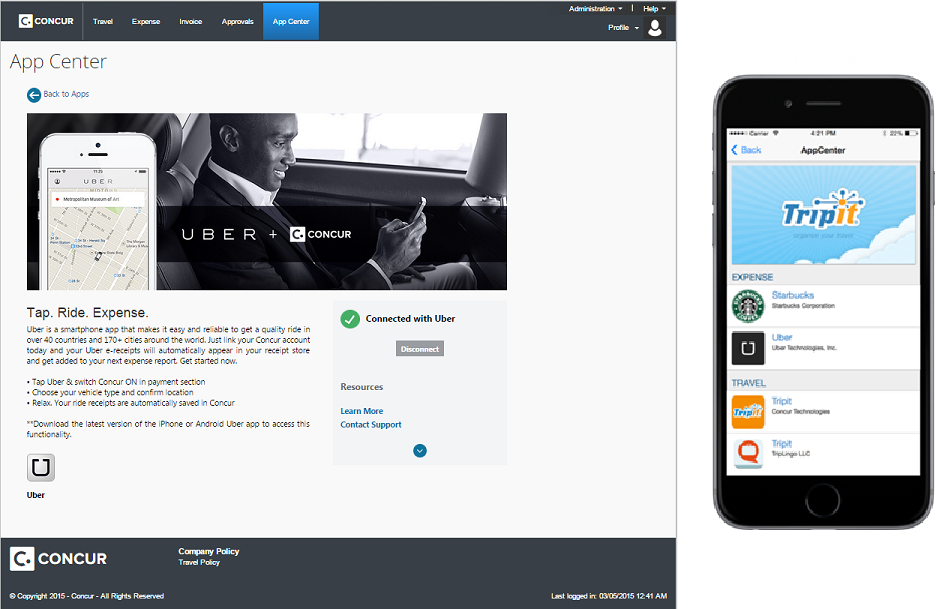 CONCUR
Travel
Expense
Invoice
Approvals
App Center
Administration
Help
Profile
App Center
Back to Apps
11:35
UBER
Metropolitan Museum of Art
UBER + CONCUR
Tap. Ride. Expense.
Uber is a smartphone app that makes it easy and reliable to get a quality ride in
over 40 countries and 170+ cities around the world. Just link your Concur account
today and your Uber e-receipts will automatically appear in your receipt store
and get added to your next expense report. Get started now.
• Tap Uber & switch Concur ON in payment section
• Choose your vehicle type and confirm location
• Relax. Your ride receipts are automatically saved in Concur
**Download the latest version of the iPhone or Android Uber app to access this
functionality.
Uber
Connected with Uber
Disconnect
Resources
Learn More
Contact Support
CONCUR
Company Policy
Travel Policy
© Copyright 2015 - Concur - All Rights Reserved
Last logged in: 03/05/2015 12:41 AM
Carrier
4:21 PM
22%
Back
AppCenter
Tripit
organize your travel
EXPENSE
Starbucks
Starbucks Corporation
Uber
Uber Technologies, Inc.
TRAVEL
Tripit
Tripit
Concur Technologies
Tripit
TripLingo LLC